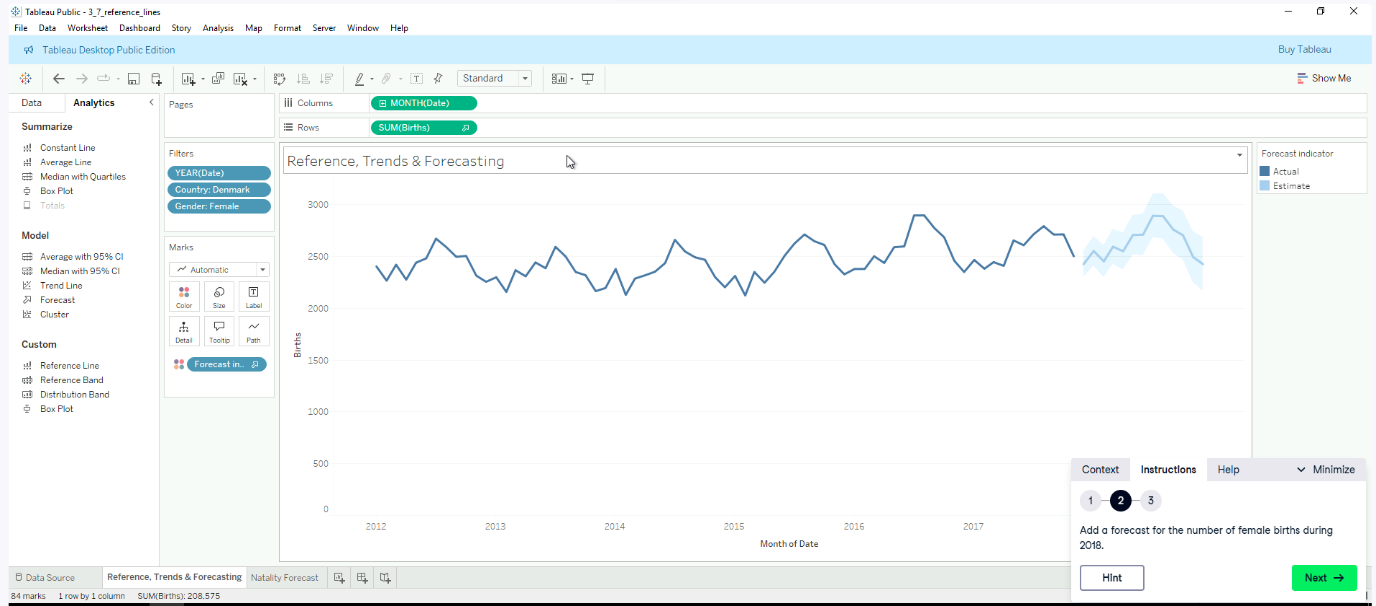 Tableau Public - 3_7_reference_lines
File Data Worksheet Dashboard Story Analysis Map Format Server Window Help
Tableau Desktop Public Edition Buy Tableau
Standard Show Me
Data Analytics
Pages
Columns MONTH(Date)
Rows SUM(Births)
Summarize
Constant Line
Average Line
Median with Quartiles
Box Plot
Totals
Model
Average with 95% CI
Median with 95% CI
Trend Line
Forecast
Cluster
Custom
Reference Line
Reference Band
Distribution Band
Box Plot
Filters
YEAR(Date)
Country: Denmark
Gender: Female
Marks
Automatic
Color Size Label
Detail Tooltip Path
Forecast in..
Reference, Trends & Forecasting
Births
3000
2500
2000
1500
1000
500
0
2012 2013 2014 2015 2016 2017
Month of Date
Forecast indicator
Actual
Estimate
Context Instructions Help Minimize
1 2 3
Add a forecast for the number of female births during
2018.
Hint Next
Data Source Reference, Trends & Forecasting Natality Forecast
84 marks 1 row by 1 column SUM(Births): 208.575